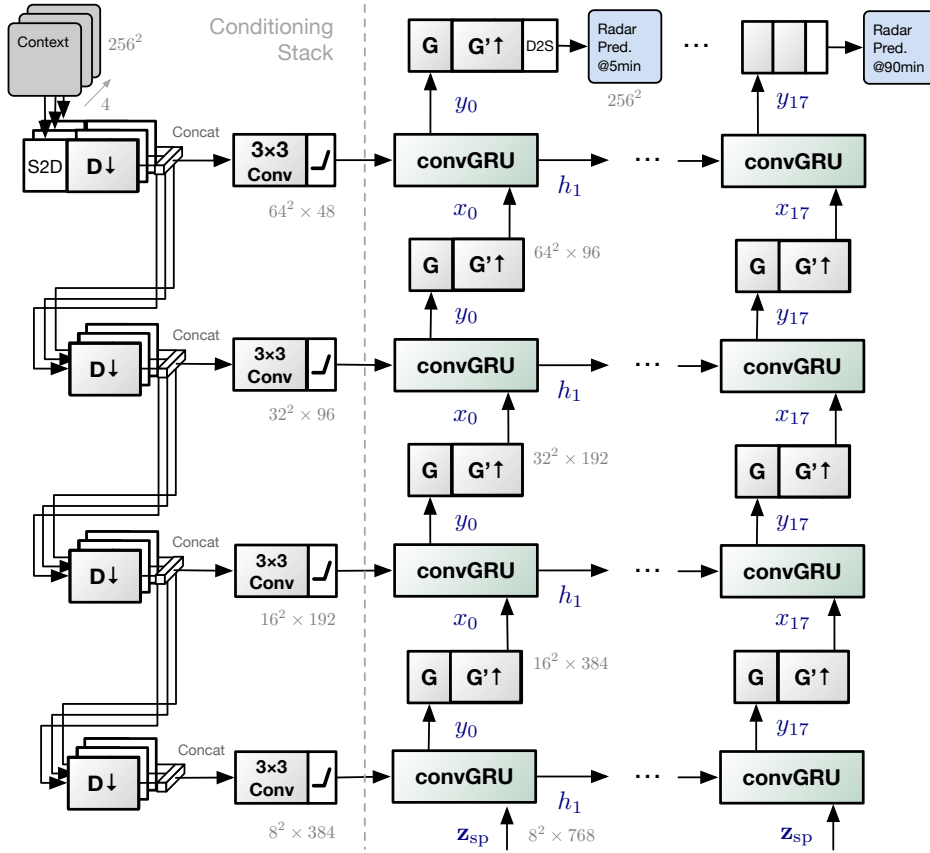 Context
256²
4
Conditioning
Stack
G G'↑ D2S
Radar
Pred.
@5min
256²
···
Radar
Pred.
@90min
y₀
y₁₇
S2D D↓
Concat
3×3
Conv
64² × 48
convGRU
h₁
···
convGRU
x₀
x₁₇
G G'↑
64² × 96
G G'↑
y₀
y₁₇
D↓
Concat
3×3
Conv
32² × 96
convGRU
h₁
···
convGRU
x₀
x₁₇
G G'↑
32² × 192
G G'↑
y₀
y₁₇
D↓
Concat
3×3
Conv
16² × 192
convGRU
h₁
···
convGRU
x₀
x₁₇
G G'↑
16² × 384
G G'↑
y₀
y₁₇
D↓
Concat
3×3
Conv
8² × 384
convGRU
h₁
···
convGRU
z_sp
8² × 768
z_sp